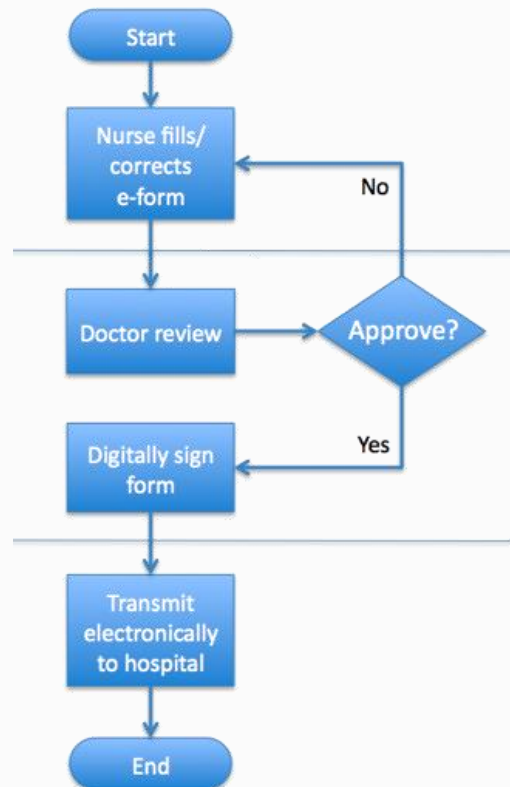 Start
Nurse fills/
corrects
e-form
No
Doctor review
Approve?
Yes
Digitally sign
form
Transmit
electronically
to hospital
End